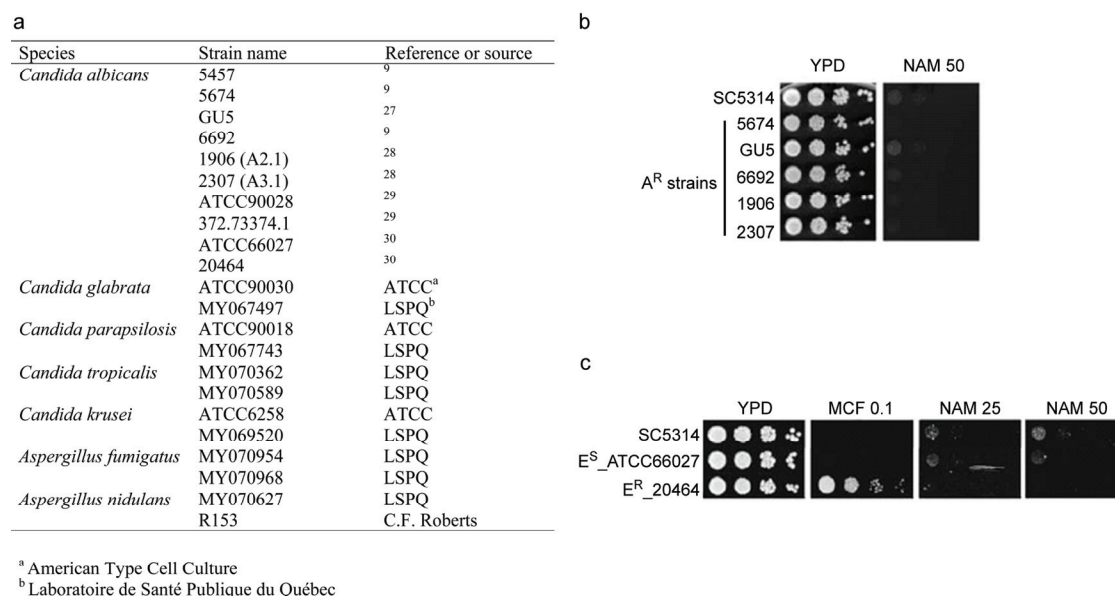 a
Species Strain name Reference or source
Candida albicans 5457 9
5674 9
GU5 27
6692 9
1906 (A2.1) 28
2307 (A3.1) 28
ATCC90028 29
372.73374.1 29
ATCC66027 30
20464 30
Candida glabrata ATCC90030 ATCCa
MY067497 LSPQb
Candida parapsilosis ATCC90018 ATCC
MY067743 LSPQ
Candida tropicalis MY070362 LSPQ
MY070589 LSPQ
Candida krusei ATCC6258 ATCC
MY069520 LSPQ
Aspergillus fumigatus MY070954 LSPQ
MY070968 LSPQ
Aspergillus nidulans MY070627 LSPQ
R153 C.F. Roberts
a American Type Cell Culture
b Laboratoire de Santé Publique du Québec
b
YPD NAM 50
SC5314
5674
GU5
AR strains
6692
1906
2307
c
YPD MCF 0.1 NAM 25 NAM 50
SC5314
ES_ATCC66027
ER_20464